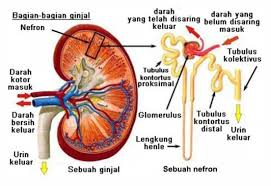 Bagian-bagian ginjal
Nefron
Darah
kotor
masuk
Darah
bersih
keluar
Urin
keluar
Sebuah ginjal
darah
yang telah disaring
keluar
darah yang
belum disaring
masuk
Tubulus
kontortus
proksimal
Tubulus
kolektivus
Glomerulus
Tubulus
kontortus
distal
Lengkung
henle
Urin
keluar
Sebuah nefron